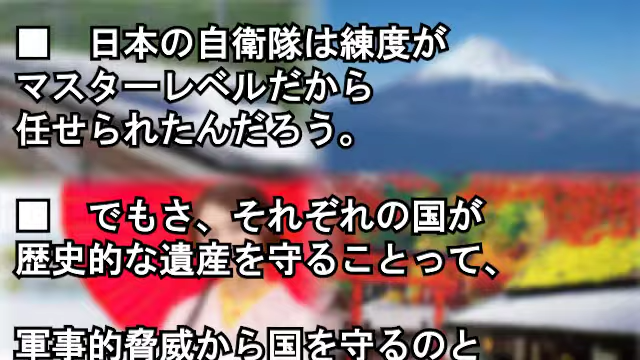 ■　日本の自衛隊は練度が
マスターレベルだから
任せられたんだろう。
■　でもさ、それぞれの国が
歴史的な遺産を守ることって、
軍事的脅威から国を守るのと